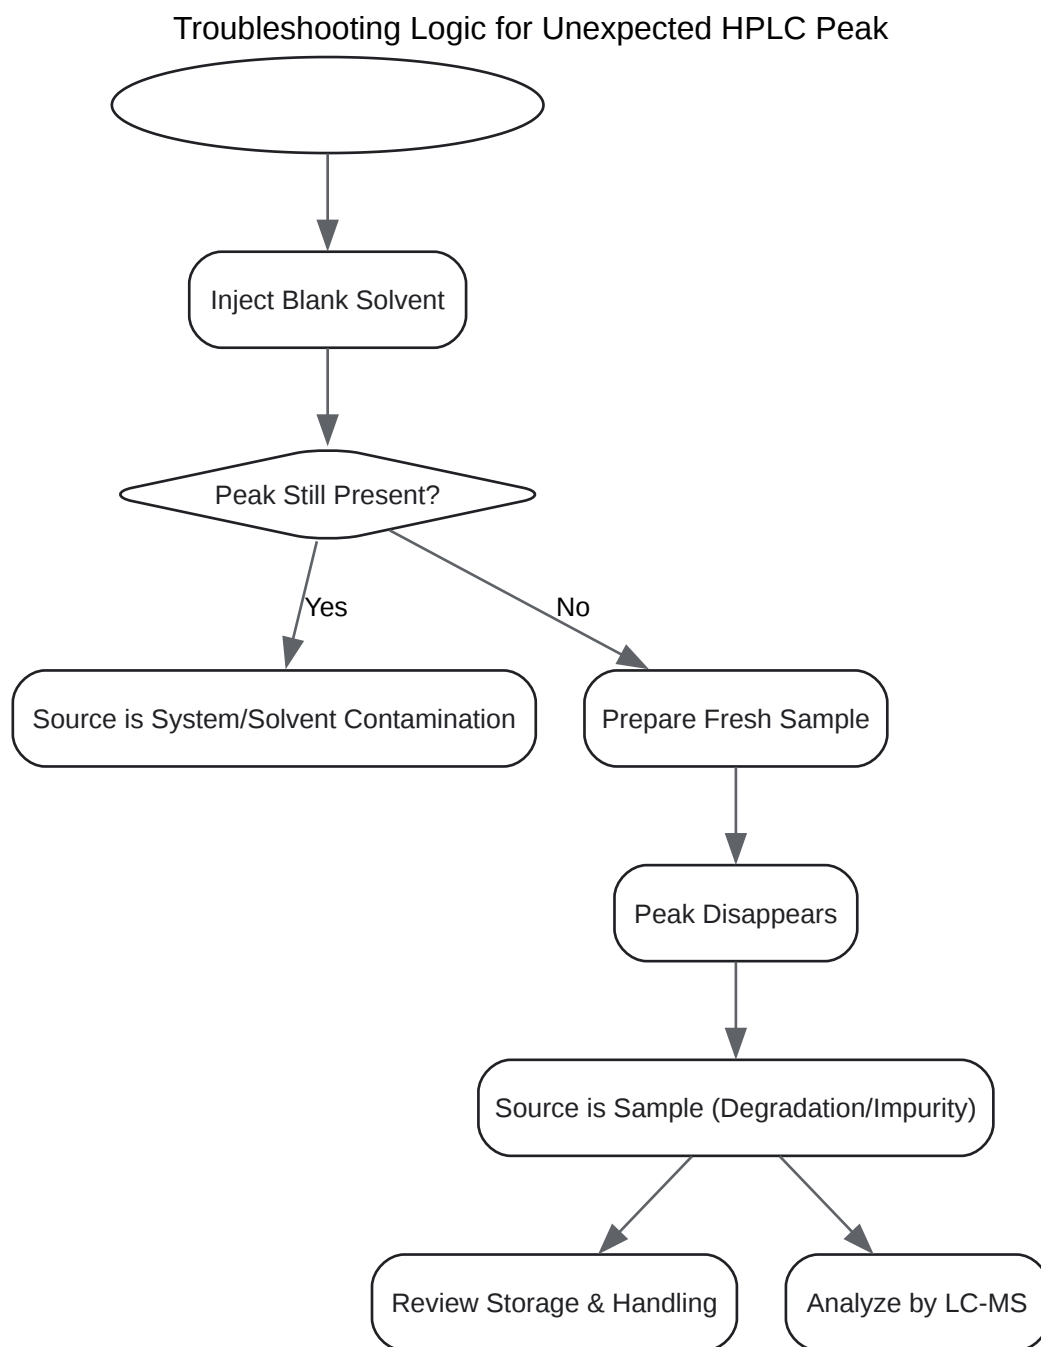 Troubleshooting Logic for Unexpected HPLC Peak
Inject Blank Solvent
Peak Still Present?
Yes
No
Source is System/Solvent Contamination
Prepare Fresh Sample
Peak Disappears
Source is Sample (Degradation/Impurity)
Review Storage & Handling
Analyze by LC-MS